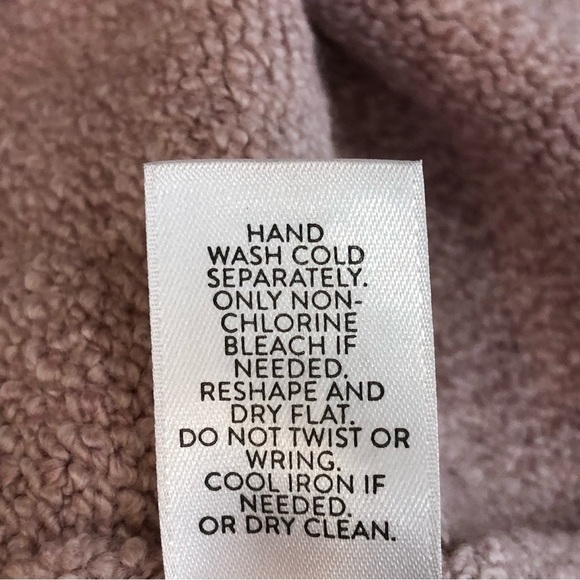 HAND
WASH COLD
SEPARATELY.
ONLY NON-
CHLORINE
BLEACH IF
NEEDED.
RESHAPE AND
DRY FLAT.
DO NOT TWIST OR
WRING.
COOL IRON IF
NEEDED.
OR DRY CLEAN.